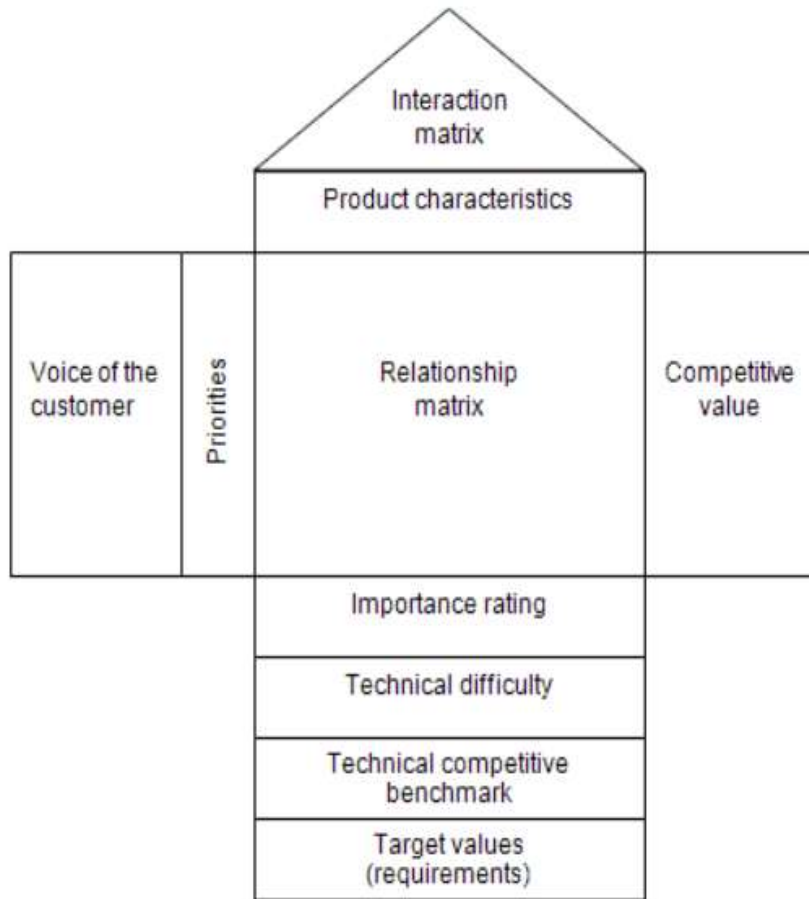 Interaction
matrix
Product characteristics
Voice of the
customer
Priorities
Relationship
matrix
Competitive
value
Importance rating
Technical difficulty
Technical competitive
benchmark
Target values
(requirements)